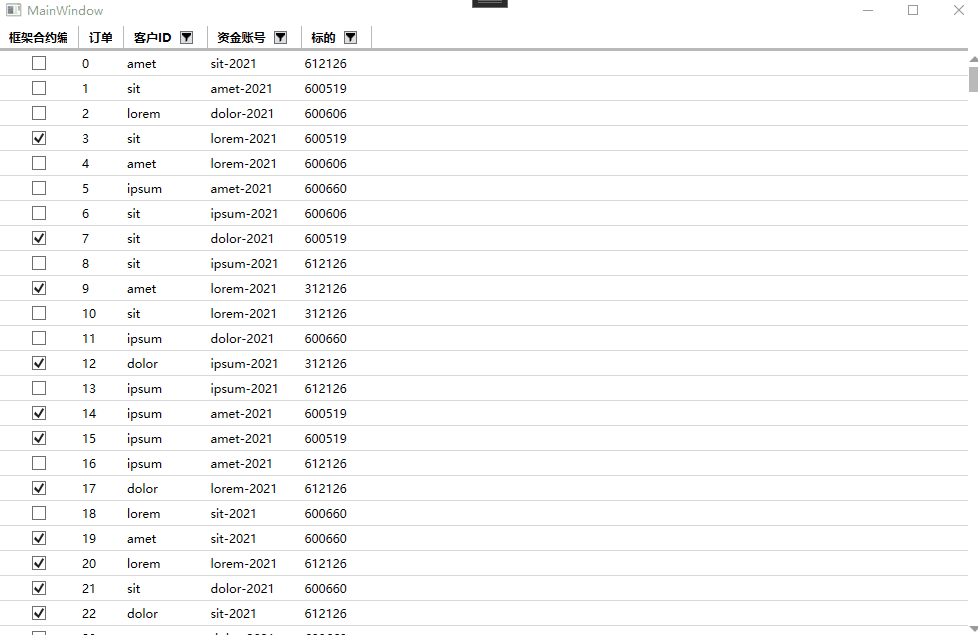 MainWindow
框架合约编 订单 客户ID 资金账号 标的
0 amet sit-2021 612126
1 sit amet-2021 600519
2 lorem dolor-2021 600606
3 sit lorem-2021 600519
4 amet lorem-2021 600606
5 ipsum amet-2021 600660
6 sit ipsum-2021 600606
7 sit dolor-2021 600519
8 sit ipsum-2021 612126
9 amet lorem-2021 312126
10 sit lorem-2021 312126
11 ipsum dolor-2021 600660
12 dolor ipsum-2021 312126
13 ipsum ipsum-2021 612126
14 ipsum amet-2021 600519
15 ipsum amet-2021 600519
16 ipsum amet-2021 612126
17 dolor lorem-2021 612126
18 lorem sit-2021 600660
19 amet sit-2021 600660
20 lorem lorem-2021 612126
21 sit dolor-2021 600660
22 dolor sit-2021 612126